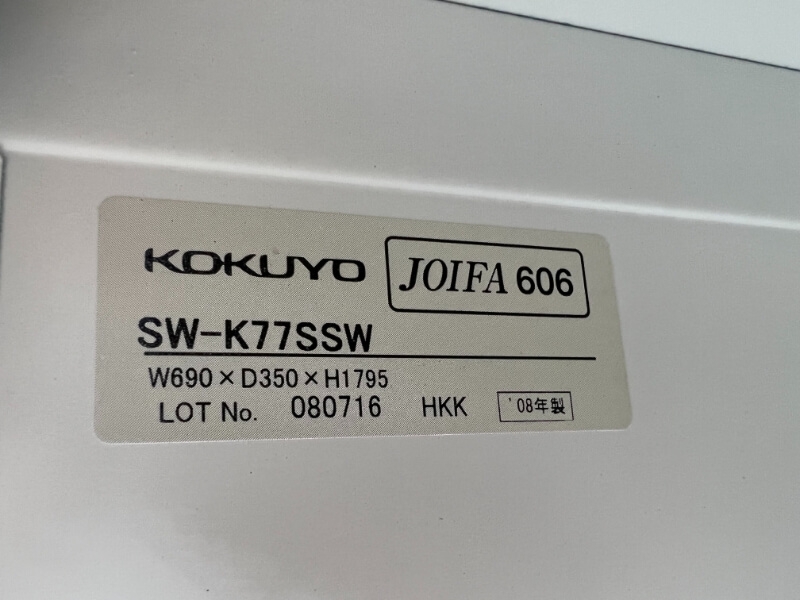 KOKUYO JOIFA 606
SW-K77SSW
W690×D350×H1795
LOT No. 080716 HKK '08年製